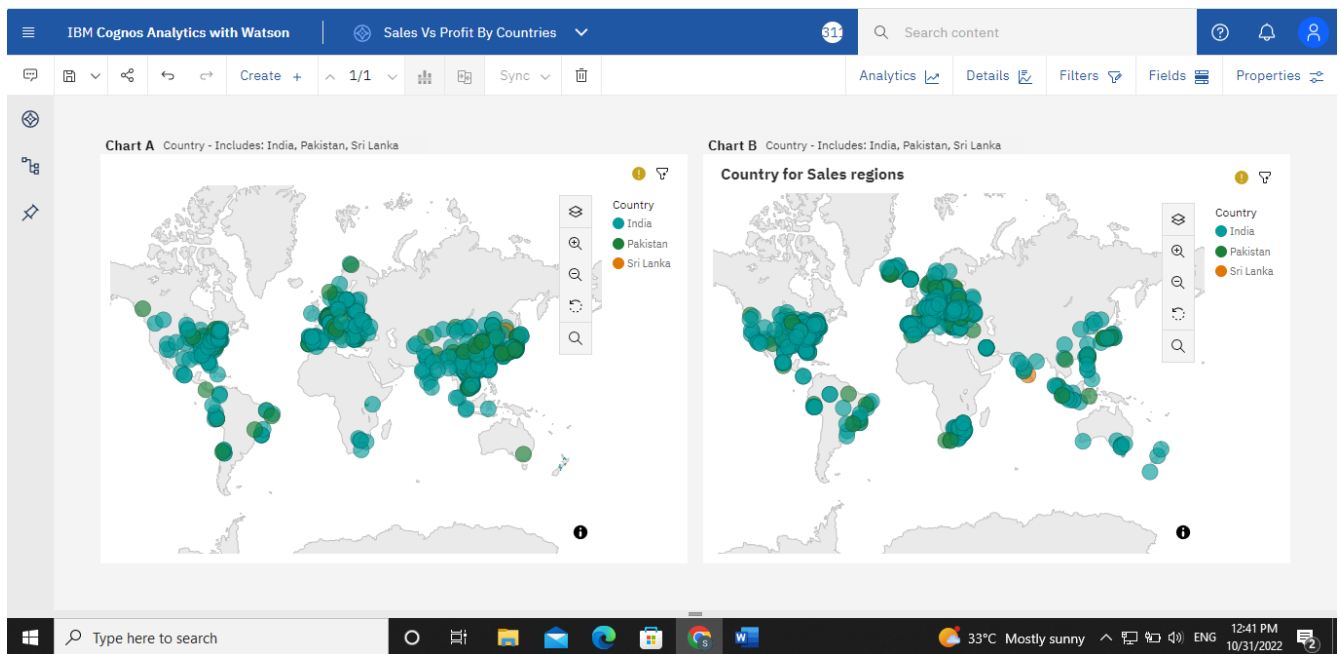 IBM Cognos Analytics with Watson
Sales Vs Profit By Countries
311
Search content
Create +
1/1
Sync
Analytics
Details
Filters
Fields
Properties
Chart A Country - Includes: India, Pakistan, Sri Lanka
Country
India
Pakistan
Sri Lanka
Chart B Country - Includes: India, Pakistan, Sri Lanka
Country for Sales regions
Country
India
Pakistan
Sri Lanka
Type here to search
33°C Mostly sunny
ENG
12:41 PM
10/31/2022
2